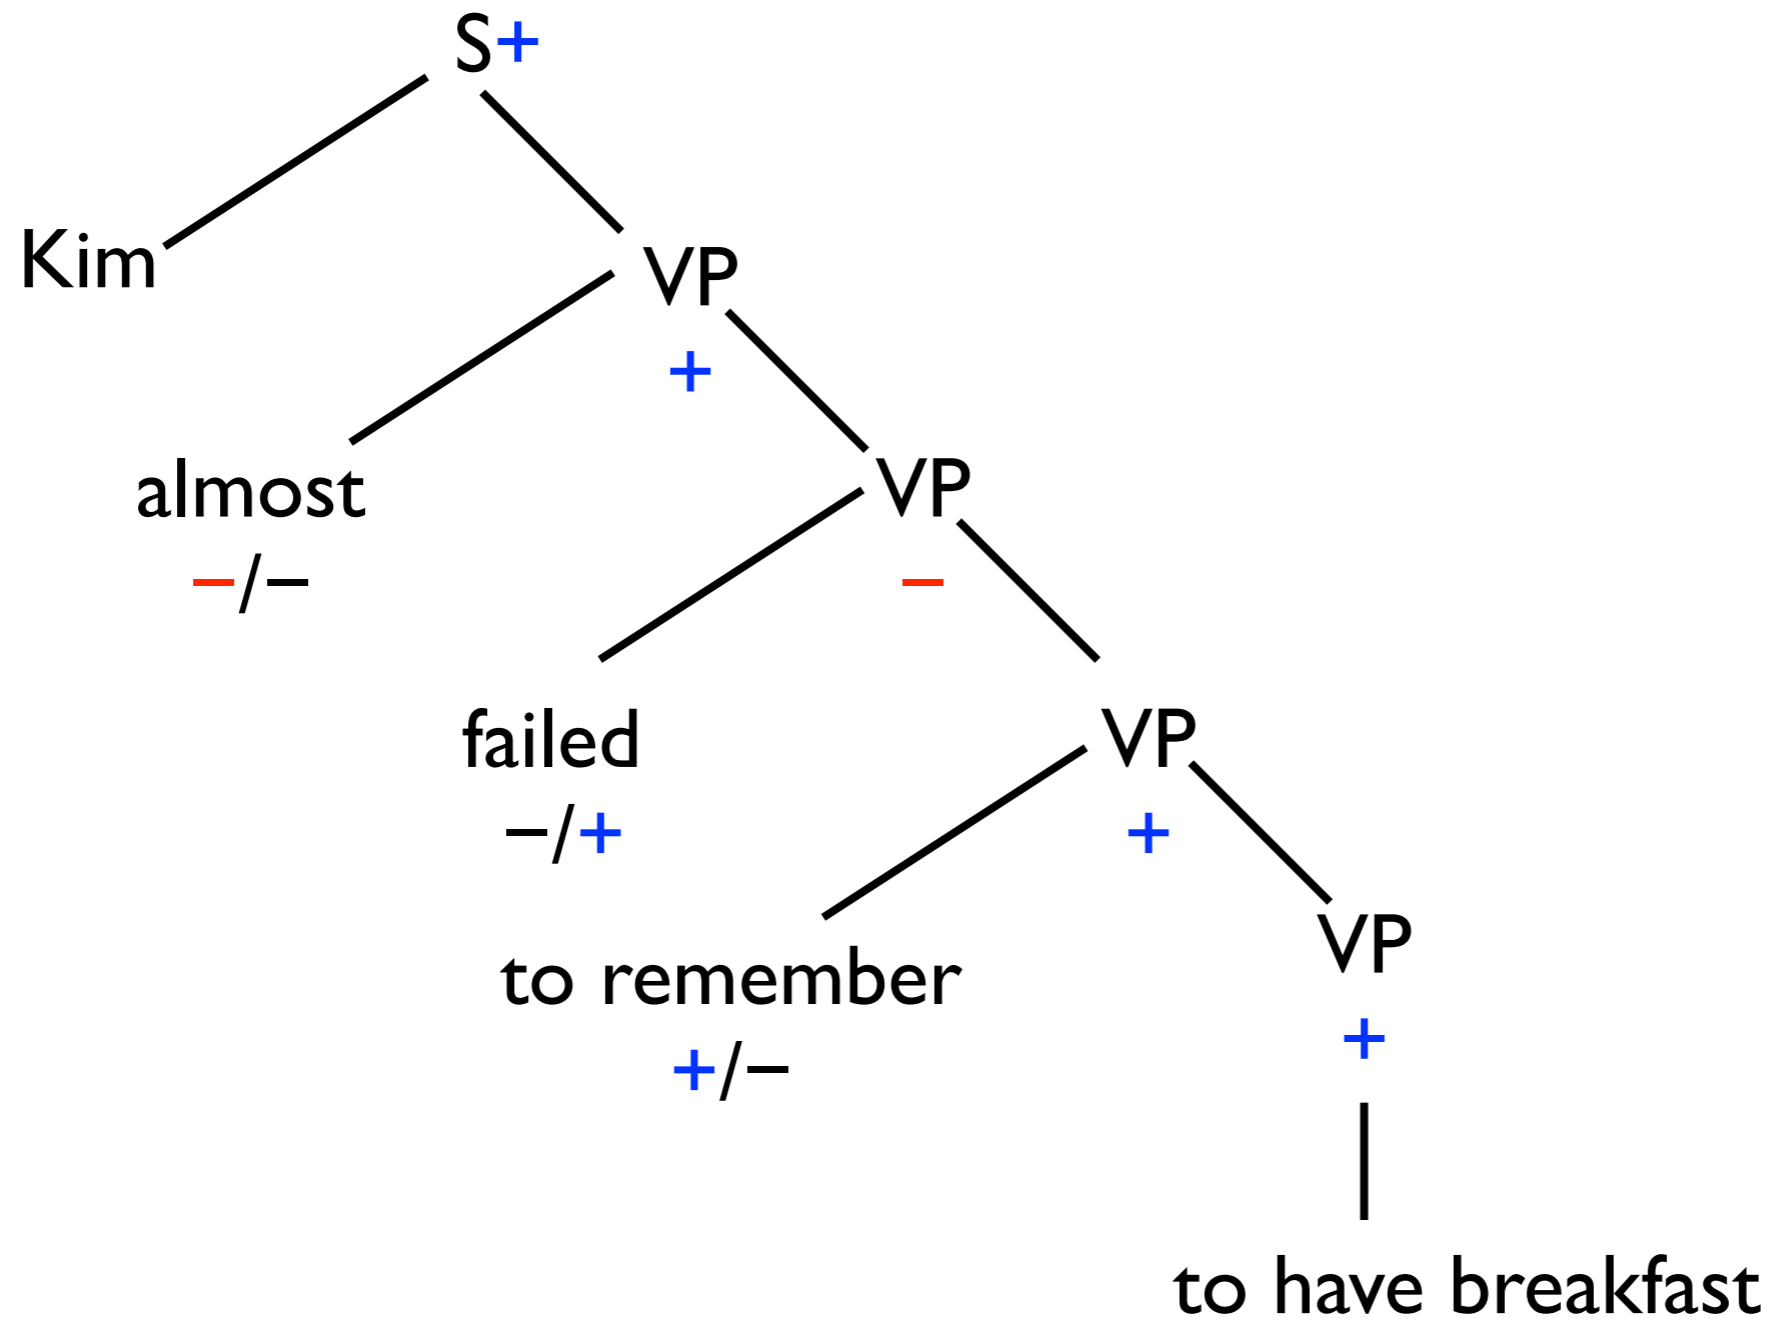 S+
Kim
VP
+
almost
–/–
VP
–
failed
–/+
VP
+
to remember
+/–
VP
+
to have breakfast